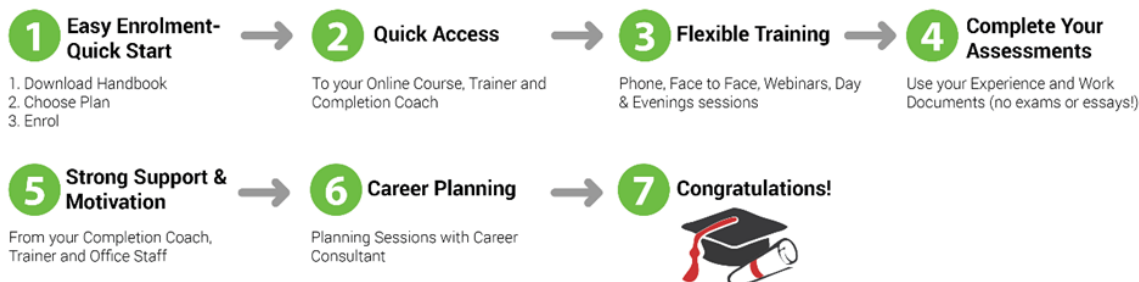 1
Easy Enrolment-
Quick Start
1. Download Handbook
2. Choose Plan
3. Enrol
2
Quick Access
To your Online Course, Trainer and
Completion Coach
3
Flexible Training
Phone, Face to Face, Webinars, Day
& Evenings sessions
4
Complete Your
Assessments
Use your Experience and Work
Documents (no exams or essays!)
5
Strong Support &
Motivation
From your Completion Coach,
Trainer and Office Staff
6
Career Planning
Planning Sessions with Career
Consultant
7
Congratulations!